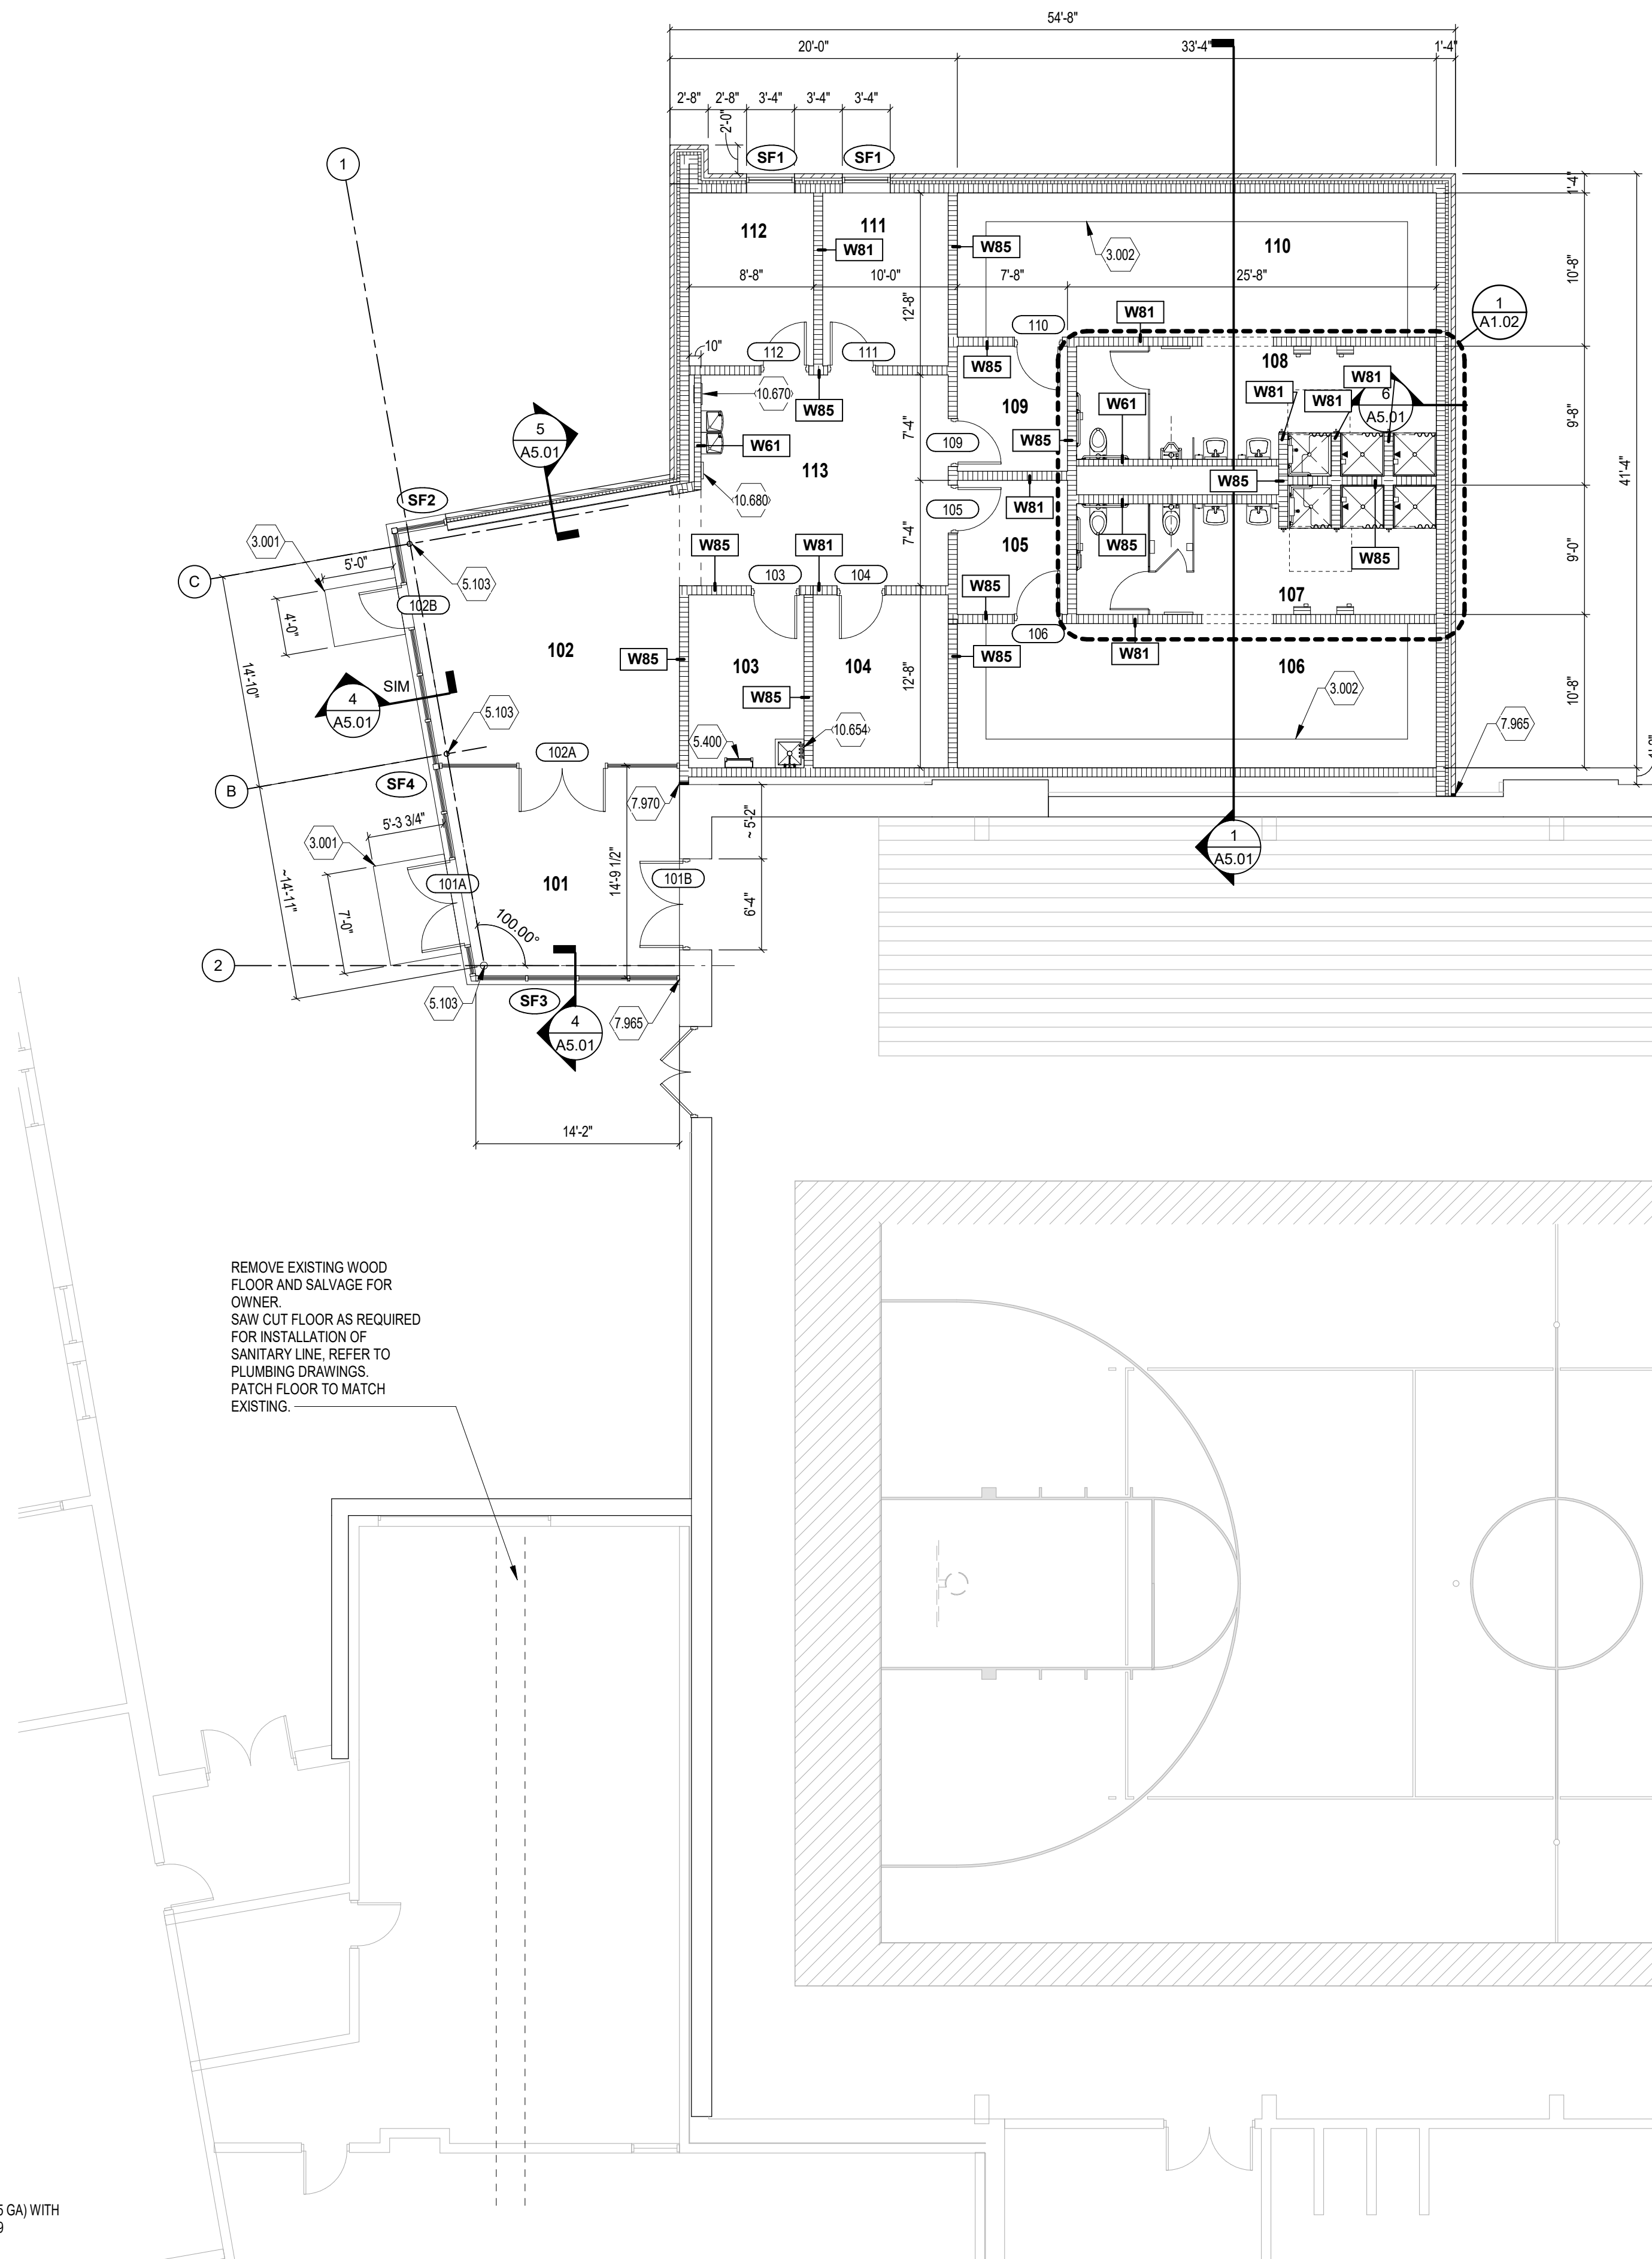 54'-8"
20'-0"
33'-4"
1'-4"
2'-8"
2'-8"
3'-4"
3'-4"
3'-4"
2'-0"
SF1
SF1
1
1'-4"
112
111
W81
W85
3.002
110
10'-8"
8'-8"
10'-0"
7'-8"
25'-8"
12'-8"
1
A1.02
W81
110
10"
112
111
W85
108
W81
W81
W81
10.670
W85
109
W61
6
A5.01
9'-8"
5
A5.01
W61
7'-4"
109
W85
41'-4"
113
W85
SF2
10.680
W81
3.001
5'-0"
105
C
5.103
W85
W81
7'-4"
105
W85
W85
9'-0"
102B
103
104
W85
107
4'-0"
106
102
W85
103
104
W85
W81
106
14'-10"
SIM
4
A5.01
W85
12'-8"
3.002
10'-8"
5.103
5.400
10.654
7.965
102A
B
SF4
7.970
5'-3 3/4"
3.001
~ 5'-2"
1
A5.01
101A
101
14'-9 1/2"
101B
~14'-11"
7'-0"
100.00°
6'-4"
2
5.103
SF3
4
A5.01
7.965
14'-2"
REMOVE EXISTING WOOD
FLOOR AND SALVAGE FOR
OWNER.
SAW CUT FLOOR AS REQUIRED
FOR INSTALLATION OF
SANITARY LINE, REFER TO
PLUMBING DRAWINGS.
PATCH FLOOR TO MATCH
EXISTING.
GA) WITH